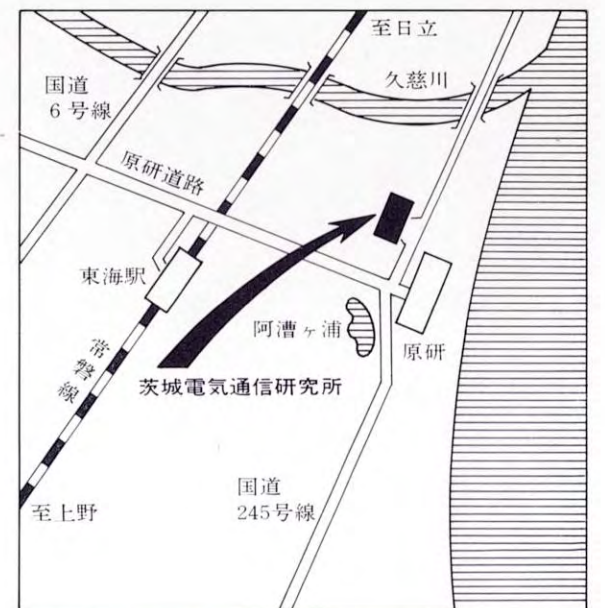 至日立
国道
6号線
久慈川
原研道路
東海駅
阿漕ヶ浦
原研
常磐線
茨城電気通信研究所
国道
245号線
至上野